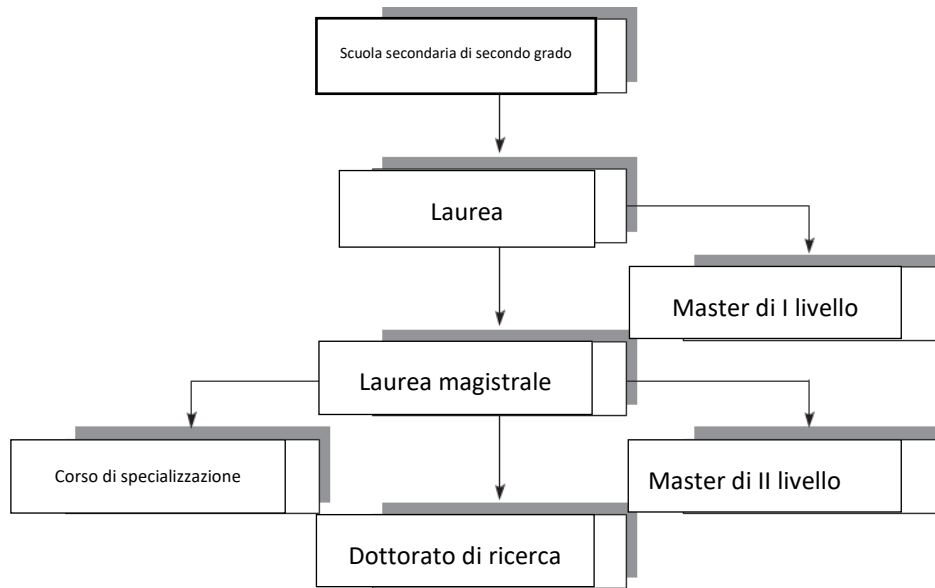 Scuola secondaria di secondo grado
Laurea
Master di I livello
Laurea magistrale
Corso di specializzazione
Master di II livello
Dottorato di ricerca